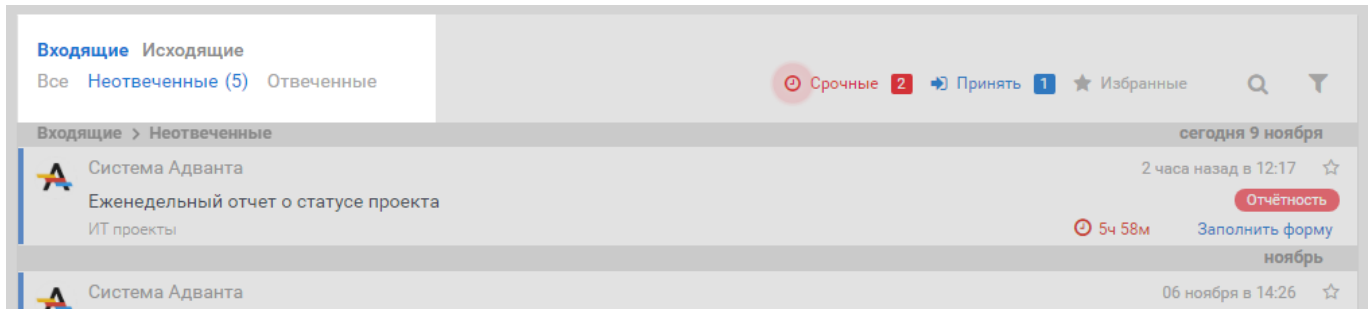 Входящие Исходящие
Все Неотвеченные (5) Отвеченные
Срочные 2 Принять 1 Избранные
Входящие > Неотвеченные сегодня 9 ноября
Система Адванта 2 часа назад в 12:17
Еженедельный отчет о статусе проекта Отчётность
ИТ проекты 5ч 58м Заполнить форму
ноябрь
Система Адванта 06 ноября в 14:26